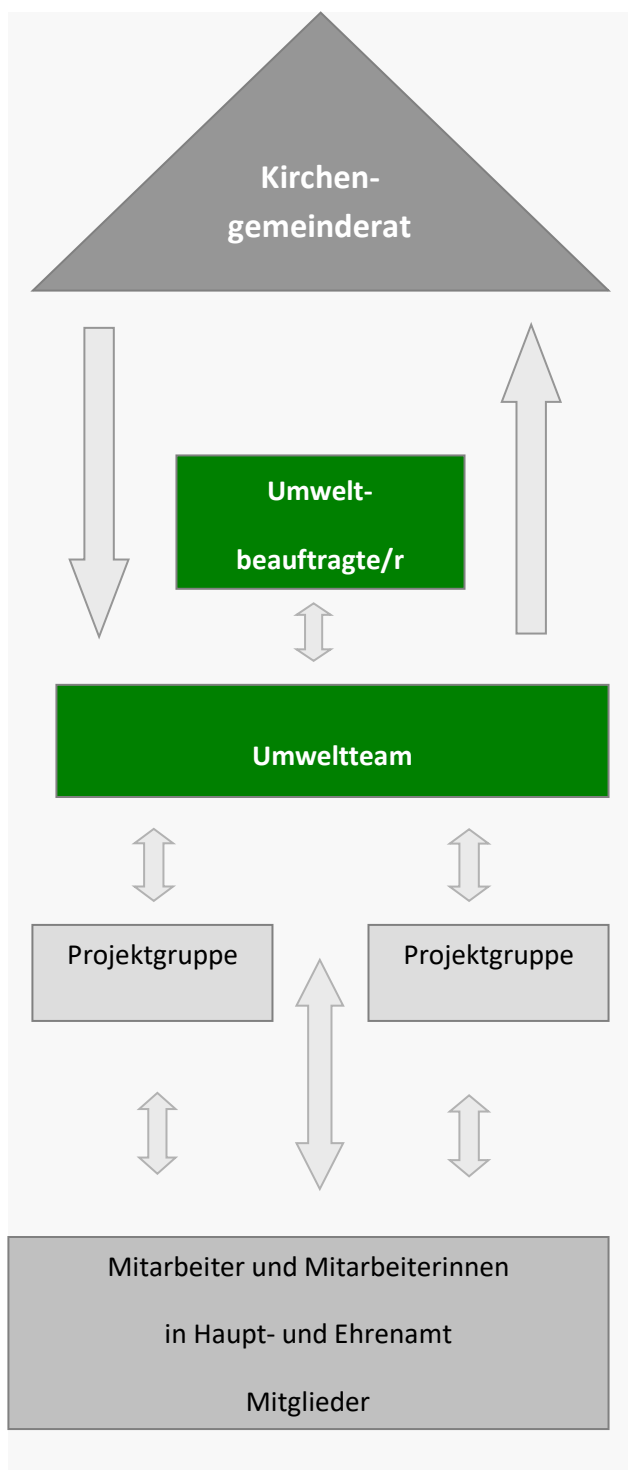 Kirchen-
gemeinderat
Umwelt-
beauftragte/r
Umweltteam
Projektgruppe
Projektgruppe
Mitarbeiter und Mitarbeiterinnen
in Haupt- und Ehrenamt
Mitglieder